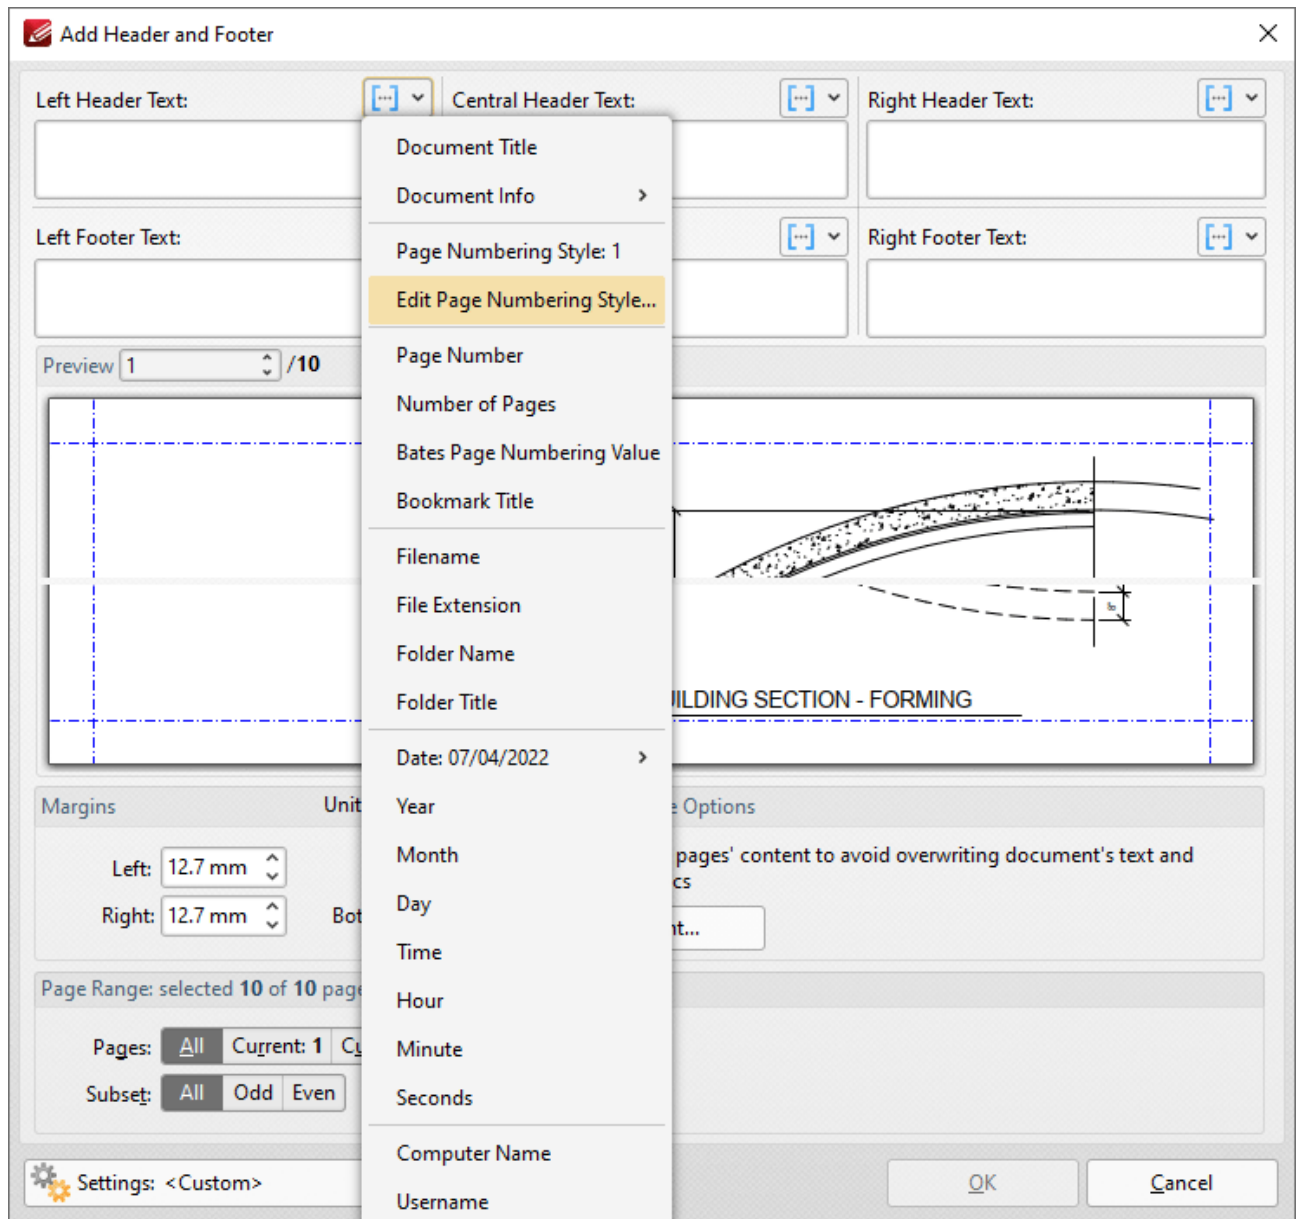 Add Header and Footer
Left Header Text:
Central Header Text:
Right Header Text:
Document Title
Document Info
Left Footer Text:
Right Footer Text:
Page Numbering Style: 1
Edit Page Numbering Style...
Preview 1 /10
Page Number
Number of Pages
Bates Page Numbering Value
Bookmark Title
Filename
File Extension
Folder Name
Folder Title
ILDING SECTION - FORMING
Date: 07/04/2022
Margins
Unit
Options
Year
Month
pages' content to avoid overwriting document's text and
cs
Left: 12.7 mm
Day
Right: 12.7 mm
Bot
nt...
Time
Page Range: selected 10 of 10 page
Hour
Pages: All Current: 1 Cu
Minute
Subset: All Odd Even
Seconds
Computer Name
Settings: <Custom>
OK
Cancel
Username